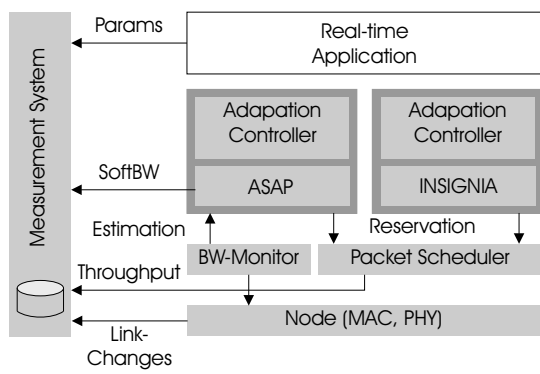 Params
Real-time
Application
Measurement System
Adapation
Controller
Adapation
Controller
SoftBW
ASAP
INSIGNIA
Estimation
Reservation
BW-Monitor
Packet Scheduler
Throughput
Node (MAC, PHY)
Link-
Changes